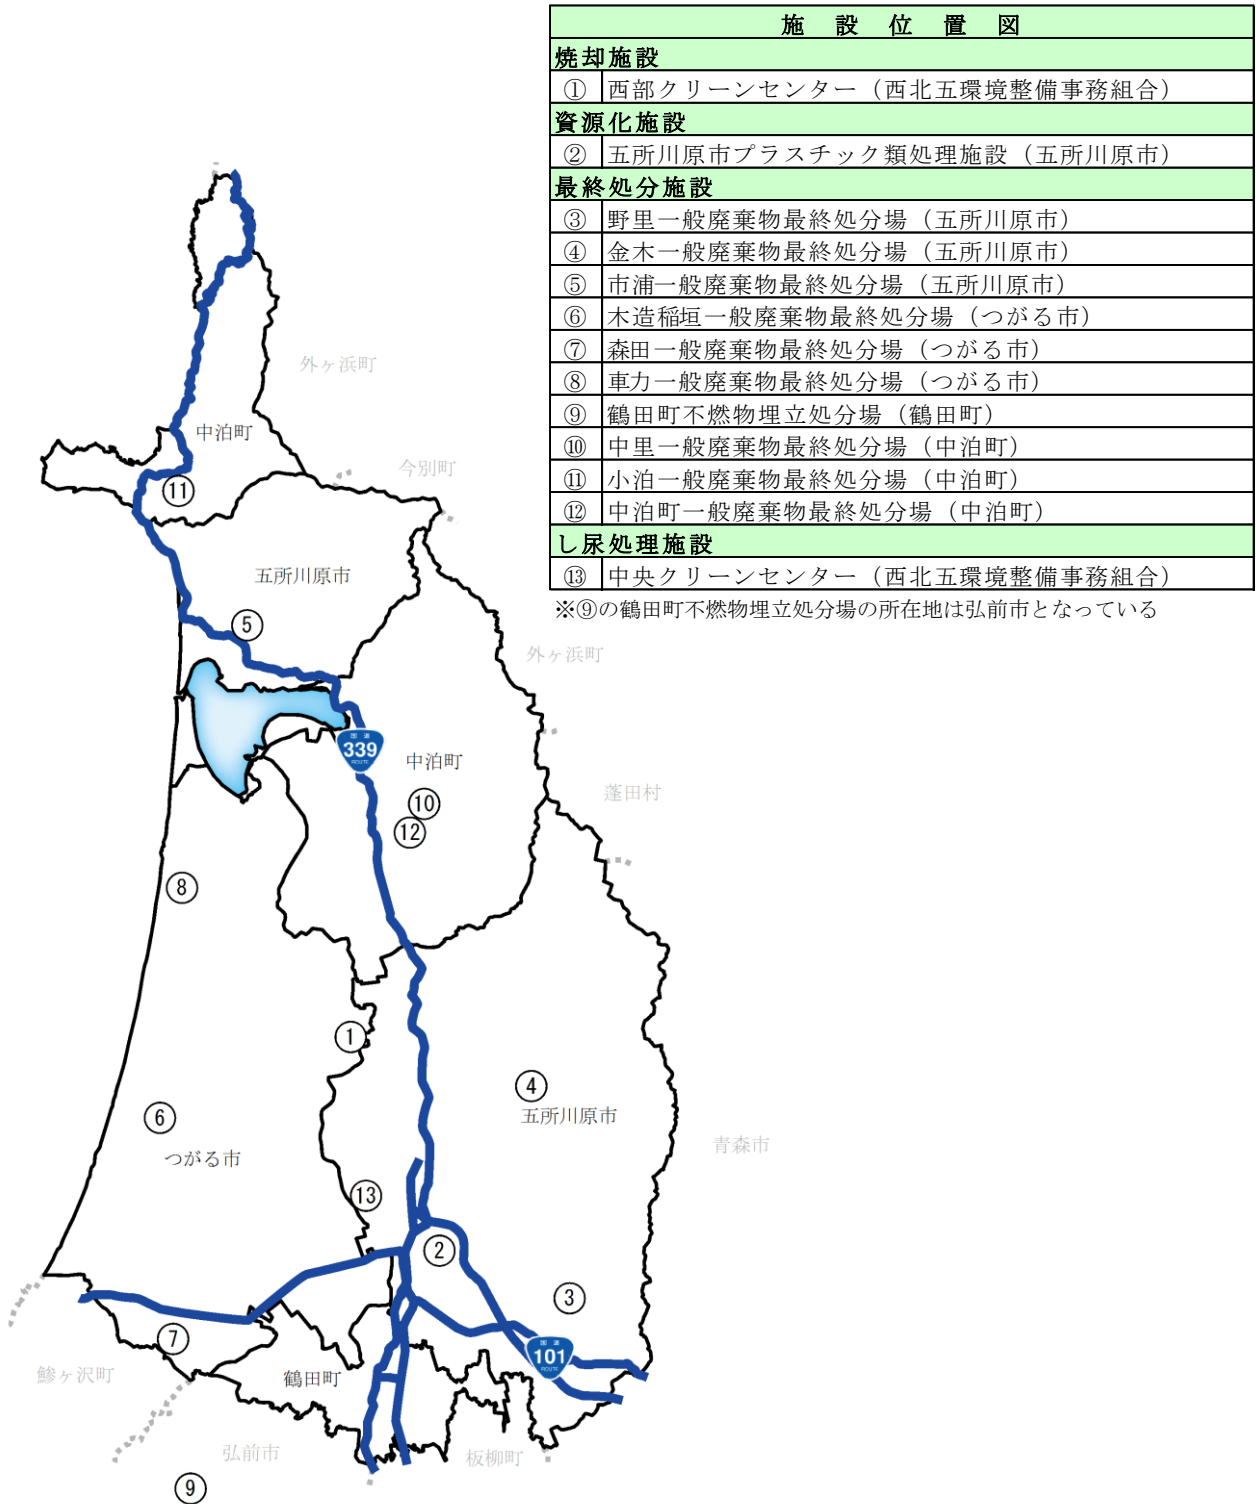 施設位置図
焼却施設
① 西部クリーンセンター（西北五環境整備事務組合）
資源化施設
② 五所川原市プラスチック類処理施設（五所川原市）
最終処分施設
③ 野里一般廃棄物最終処分場（五所川原市）
④ 金木一般廃棄物最終処分場（五所川原市）
⑤ 市浦一般廃棄物最終処分場（五所川原市）
⑥ 木造稲垣一般廃棄物最終処分場（つがる市）
⑦ 森田一般廃棄物最終処分場（つがる市）
⑧ 車力一般廃棄物最終処分場（つがる市）
⑨ 鶴田町不燃物埋立処分場（鶴田町）
⑩ 中里一般廃棄物最終処分場（中泊町）
⑪ 小泊一般廃棄物最終処分場（中泊町）
⑫ 中泊町一般廃棄物最終処分場（中泊町）
し尿処理施設
⑬ 中央クリーンセンター（西北五環境整備事務組合）
※⑨の鶴田町不燃物埋立処分場の所在地は弘前市となっている
外ヶ浜町
中泊町
今別町
⑪
五所川原市
⑤
外ヶ浜町
国道
339
ROUTE
中泊町
蓬田村
⑩
⑫
⑧
①
④
五所川原市
⑥
青森市
つがる市
⑬
②
③
⑦
国道
101
ROUTE
鰺ヶ沢町
鶴田町
弘前市
板柳町
⑨